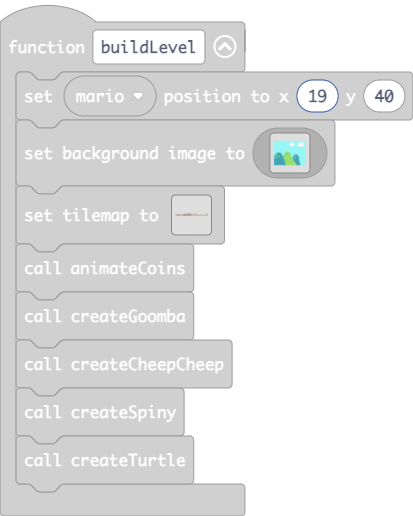 function buildLevel
set mario position to x 19 y 40
set background image to
set tilemap to
call animateCoins
call createGoomba
call createCheepCheep
call createSpiny
call createTurtle